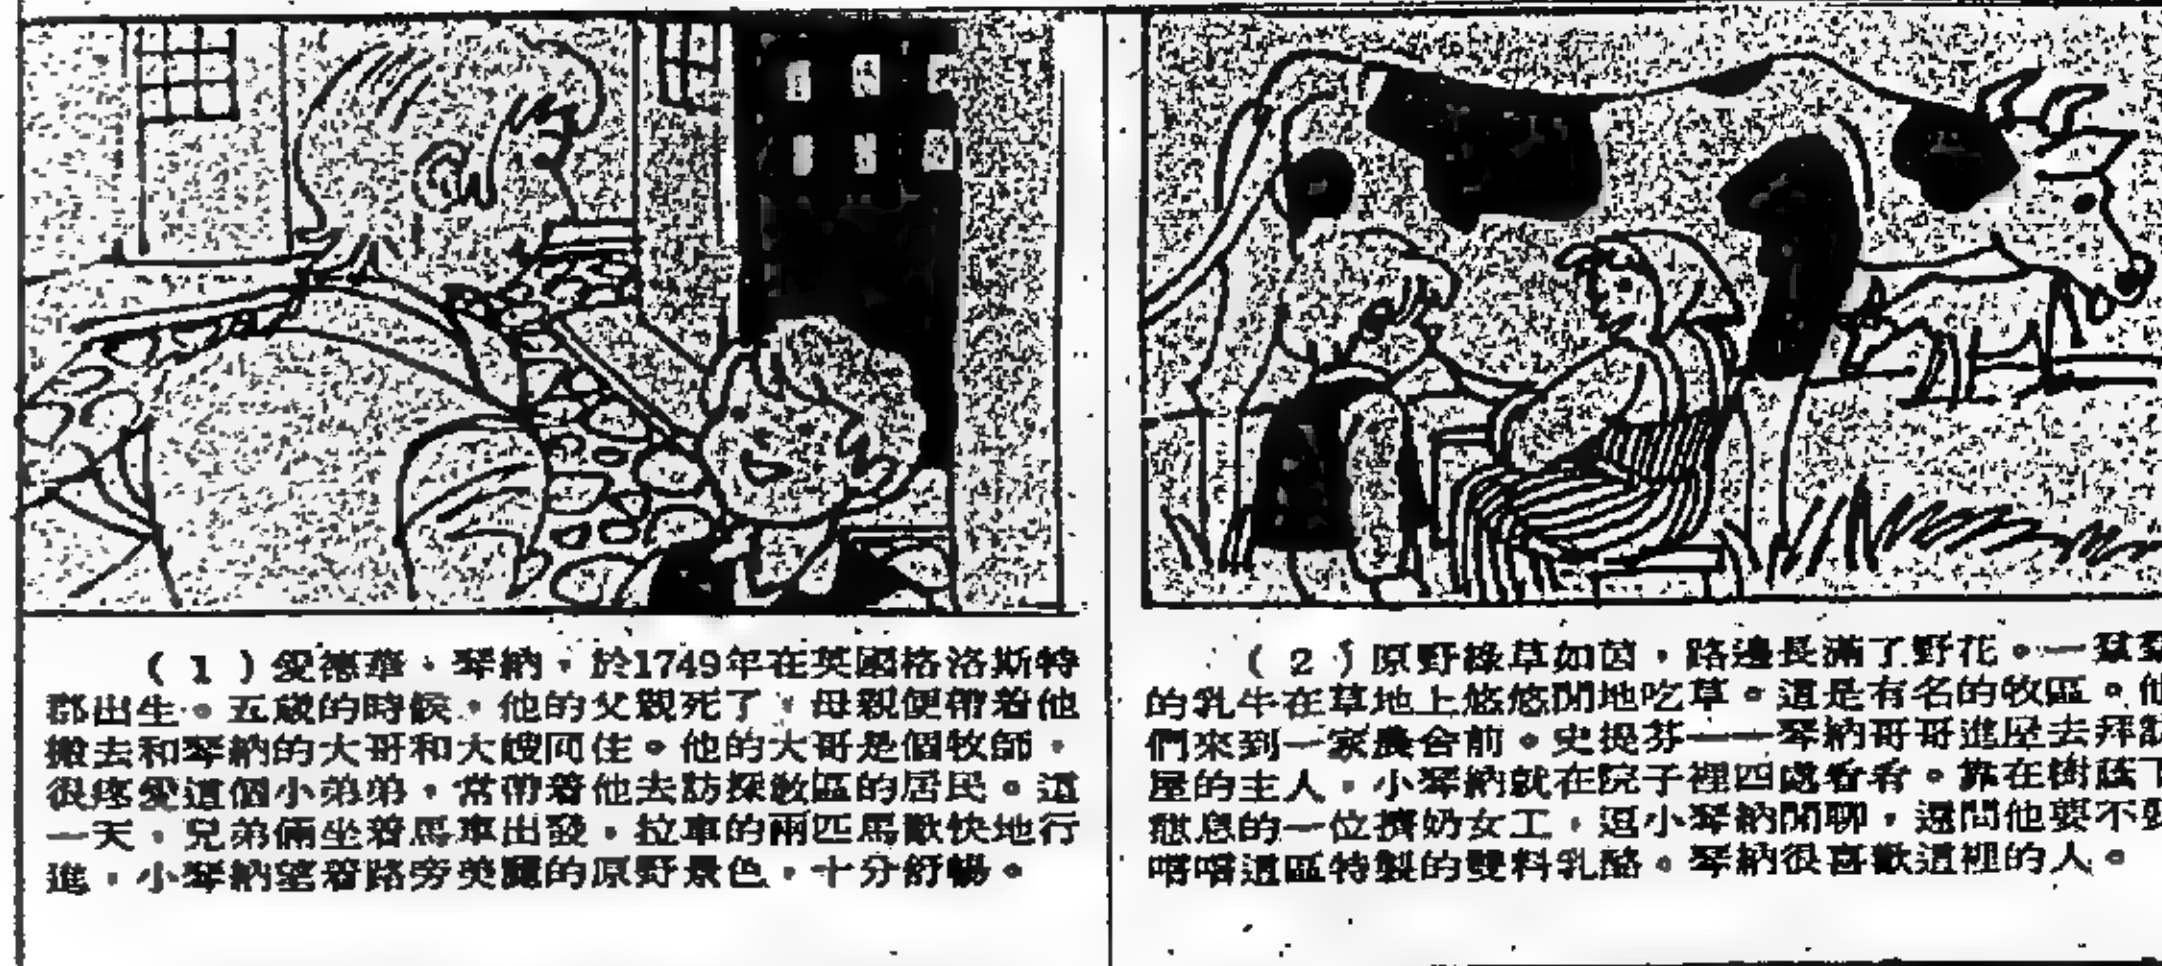 (1)愛德華·琴納,於1749年在英國格洛斯特
郡出生。五歲的時候,他的父親死了,母親便帶着他
搬去和琴納的大哥和大嫂同住。他的大哥是個牧師,
很疼愛這個小弟弟,常帶着他去訪探敎區的居民。這
一天,兄弟倆坐着馬車出發,拉車的兩匹馬歡快地行
進,小琴納望着路旁美麗的原野景色,十分舒暢。
(2)原野綠草如茵,路邊長滿了野花。一羣羣
的乳牛在草地上悠悠閒地吃草。這是有名的牧區。他
們來到一家農舍前。史提芬——琴納哥哥進屋去拜訪
屋的主人,小琴納就在院子裡四處看看。靠在樹蔭下
憩息的一位擠奶女工,逗小琴納閒聊,還問他要不要
嚐嚐這區特製的雙料乳酪。琴納很喜歡這裡的人。